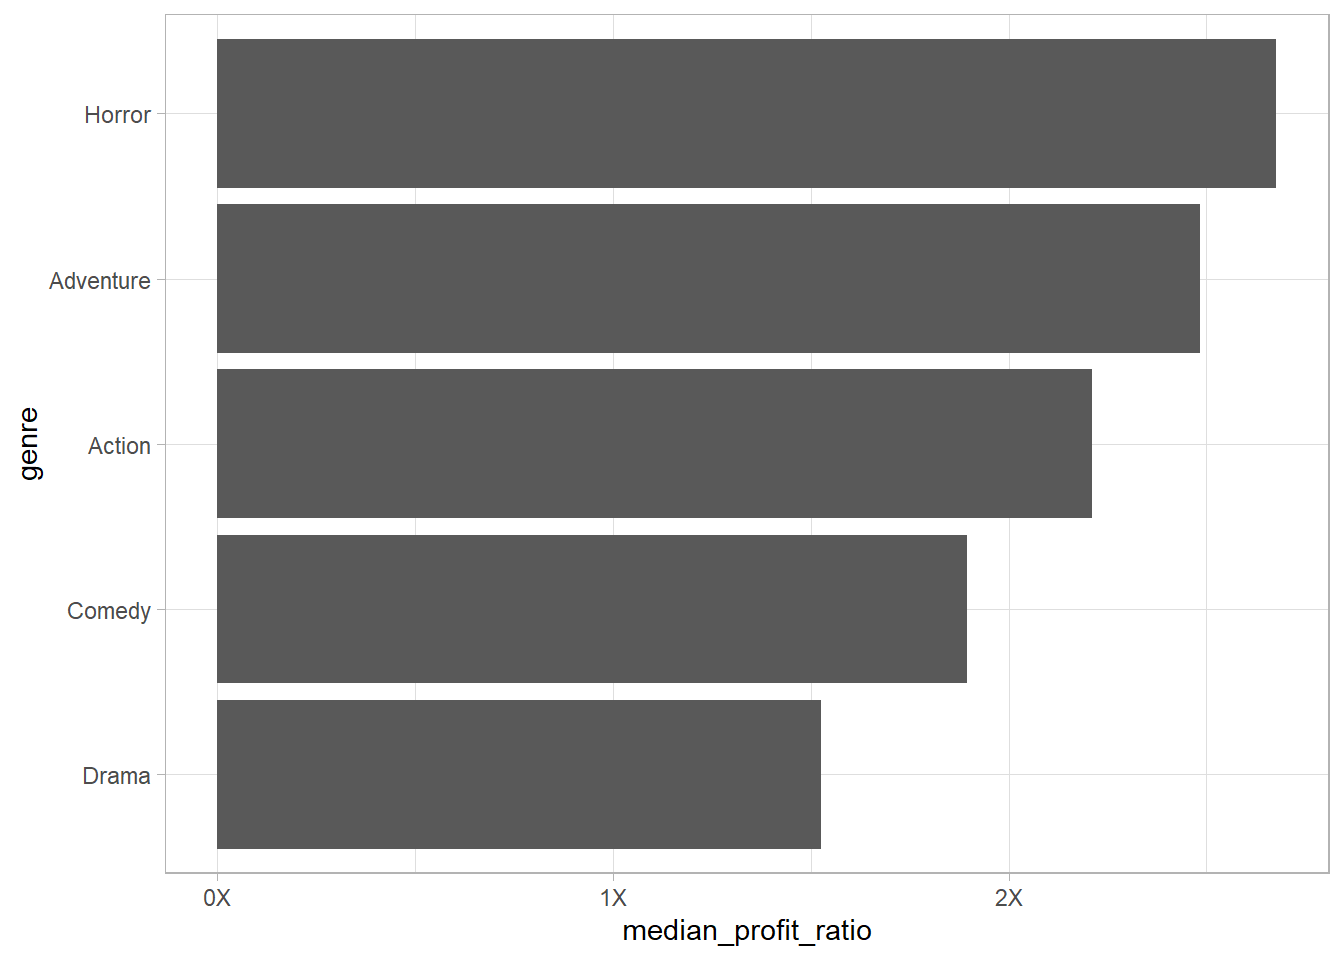 Horror
Adventure
Action
Comedy
Drama
genre
0X 1X 2X
median_profit_ratio